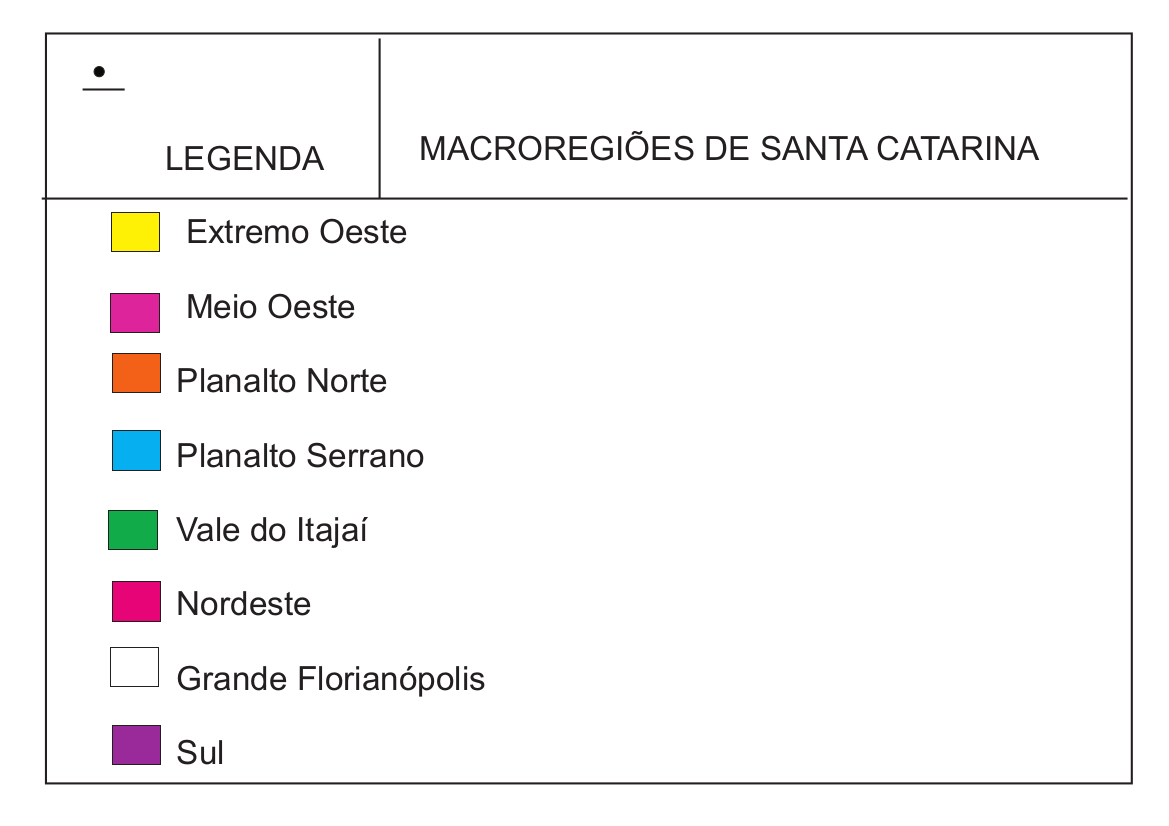 LEGENDA
MACROREGIÕES DE SANTA CATARINA
Extremo Oeste
Meio Oeste
Planalto Norte
Planalto Serrano
Vale do Itajaí
Nordeste
Grande Florianópolis
Sul